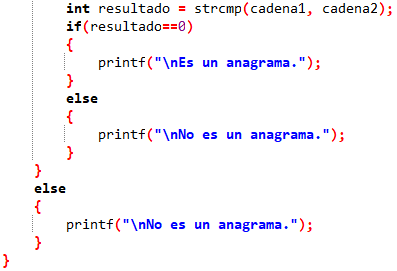 int resultado = strcmp(cadena1, cadena2);
if(resultado==0)
{
printf("\nEs un anagrama.");
}
else
{
printf("\nNo es un anagrama.");
}
}
else
{
printf("\nNo es un anagrama.");
}
}